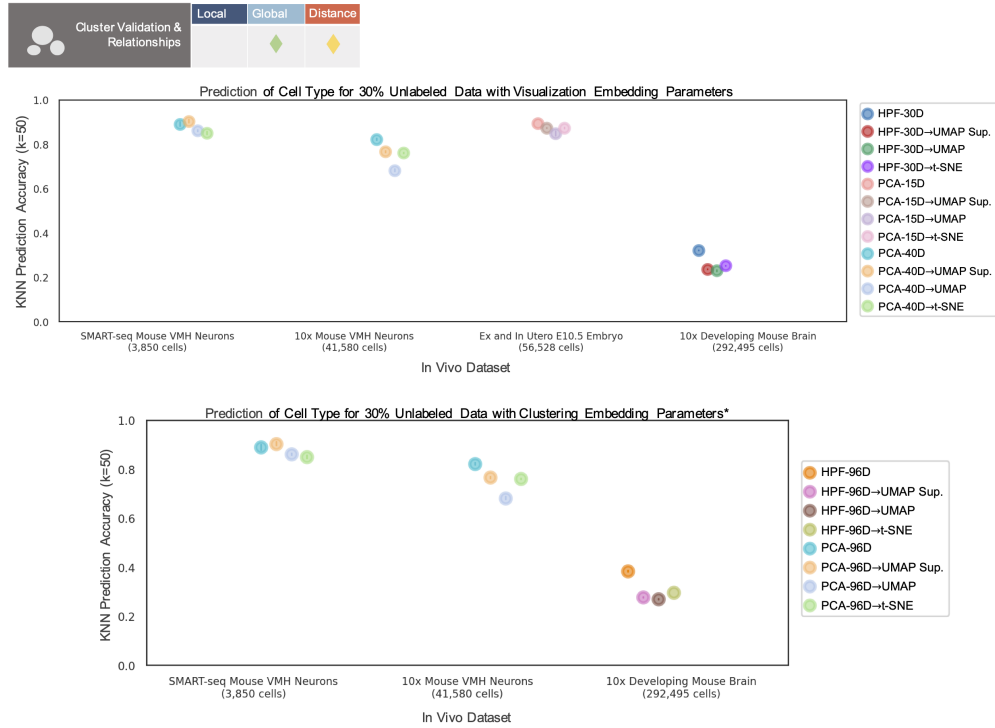 Cluster Validation &
Relationships
Local
Global
Distance
Prediction of Cell Type for 30% Unlabeled Data with Visualization Embedding Parameters
KNN Prediction Accuracy (k=50)
1.0
0.8
0.6
0.4
0.2
0.0
SMART-seq Mouse VMH Neurons
(3,850 cells)
10x Mouse VMH Neurons
(41,580 cells)
Ex and In Utero E10.5 Embryo
(56,528 cells)
10x Developing Mouse Brain
(292,495 cells)
In Vivo Dataset
HPF-30D
HPF-30D→UMAP Sup.
HPF-30D→UMAP
HPF-30D→t-SNE
PCA-15D
PCA-15D→UMAP Sup.
PCA-15D→UMAP
PCA-15D→t-SNE
PCA-40D
PCA-40D→UMAP Sup.
PCA-40D→UMAP
PCA-40D→t-SNE
Prediction of Cell Type for 30% Unlabeled Data with Clustering Embedding Parameters*
KNN Prediction Accuracy (k=50)
1.0
0.8
0.6
0.4
0.2
0.0
SMART-seq Mouse VMH Neurons
(3,850 cells)
10x Mouse VMH Neurons
(41,580 cells)
10x Developing Mouse Brain
(292,495 cells)
In Vivo Dataset
HPF-96D
HPF-96D→UMAP Sup.
HPF-96D→UMAP
HPF-96D→t-SNE
PCA-96D
PCA-96D→UMAP Sup.
PCA-96D→UMAP
PCA-96D→t-SNE